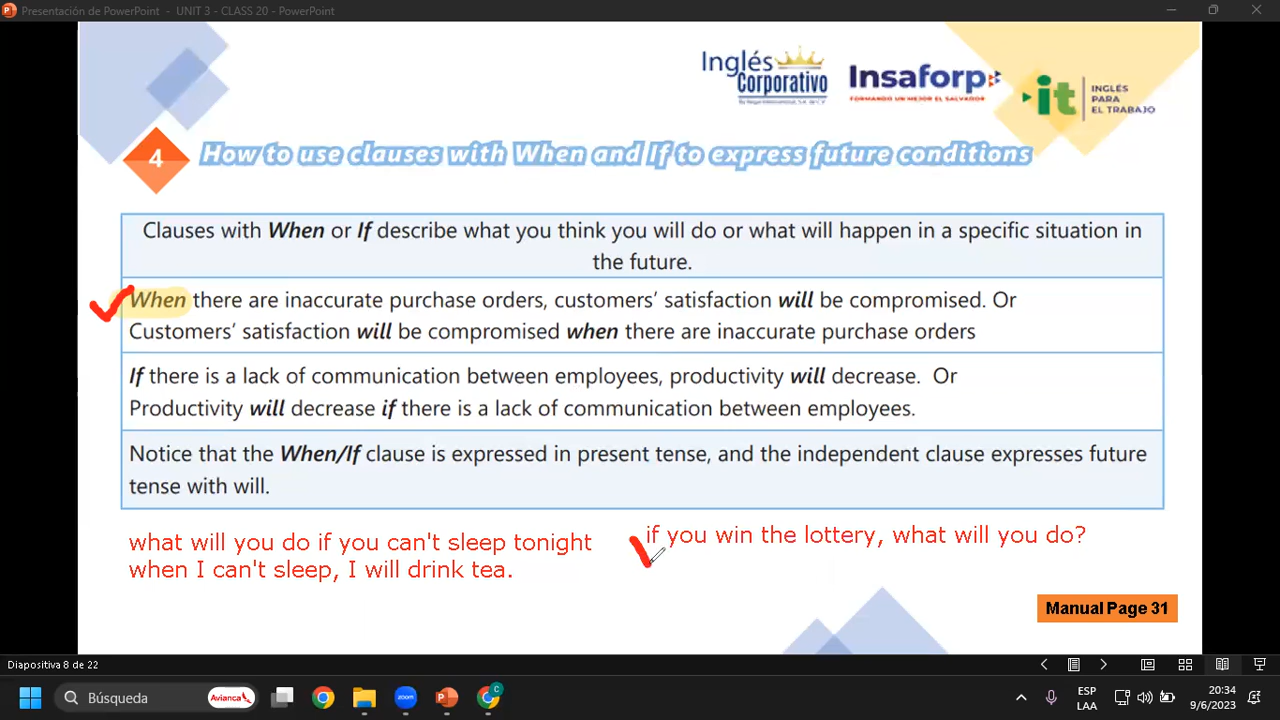 Presentación de PowerPoint - UNIT 3 - CLASS 20 - PowerPoint
Inglés
Corporativo
Insaforp
FORMANDO UN MEJOR EL SALVADOR
it
INGLÉS
PARA
EL TRABAJO
4
How to use clauses with When and If to express future conditions
Clauses with When or If describe what you think you will do or what will happen in a specific situation in
the future.
When there are inaccurate purchase orders, customers’ satisfaction will be compromised. Or
Customers’ satisfaction will be compromised when there are inaccurate purchase orders
If there is a lack of communication between employees, productivity will decrease. Or
Productivity will decrease if there is a lack of communication between employees.
Notice that the When/If clause is expressed in present tense, and the independent clause expresses future
tense with will.
what will you do if you can't sleep tonight
when I can't sleep, I will drink tea.
if you win the lottery, what will you do?
Manual Page 31
Diapositiva 8 de 22
Búsqueda
Avianca
zoom
C
ESP
LAA
20:34
9/6/2023